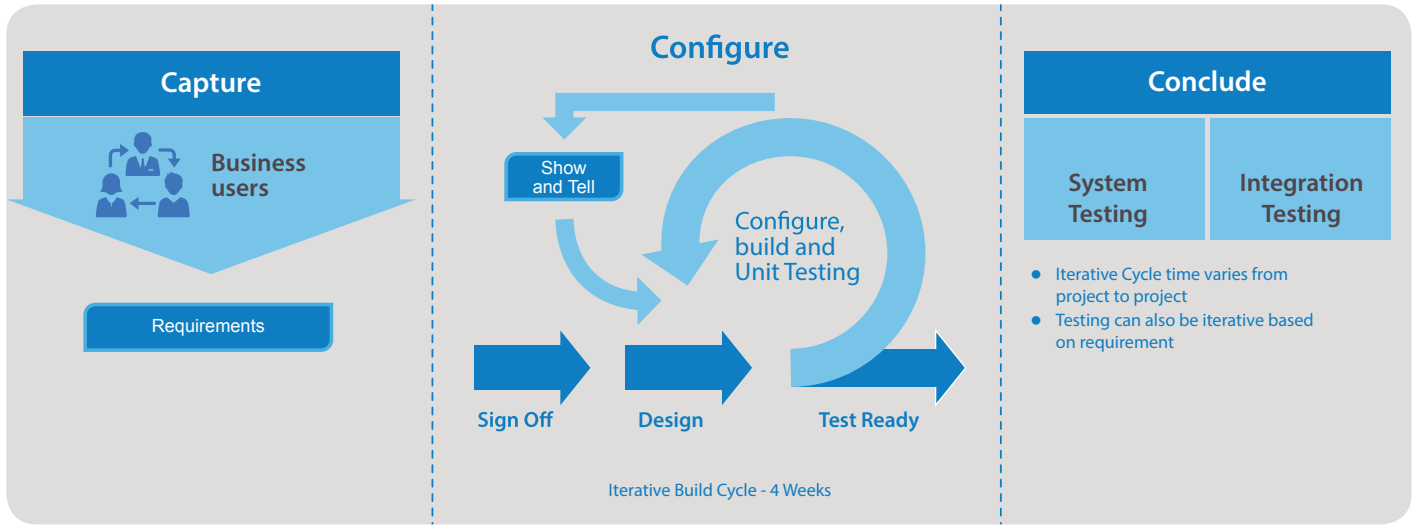 Capture
Business
users
Requirements
Configure
Show
and Tell
Configure,
build and
Unit Testing
Sign Off
Design
Test Ready
Iterative Build Cycle - 4 Weeks
Conclude
System
Testing
Integration
Testing
● Iterative Cycle time varies from
project to project
● Testing can also be iterative based
on requirement